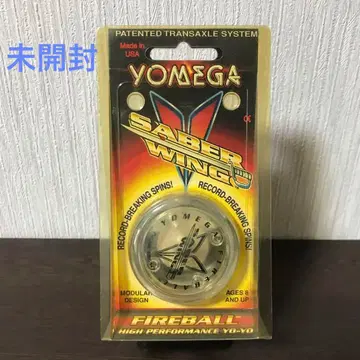 PATENTED TRANSAXLE SYSTEM
Made in
USA
未開封
YOMEGA
SABER
WING
RECORD-BREAKING SPINS!
RECORD-BREAKING SPINS!
YOMEGA
MODULAR
DESIGN
AGES 8
AND UP
FIREBALL
HIGH PERFORMANCE YO-YO